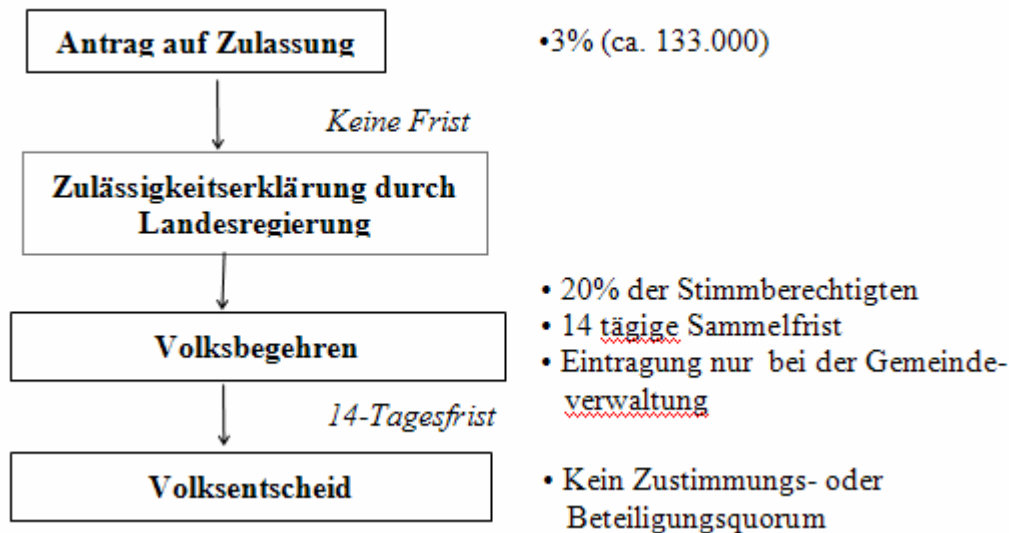 Antrag auf Zulassung
•3% (ca. 133.000)
Keine Frist
Zulässigkeitserklärung durch
Landesregierung
• 20% der Stimmberechtigten
• 14 tägige Sammelfrist
Volksbegehren
• Eintragung nur bei der Gemeinde-
verwaltung
14-Tagesfrist
Volksentscheid
• Kein Zustimmungs- oder
Beteiligungsquorum